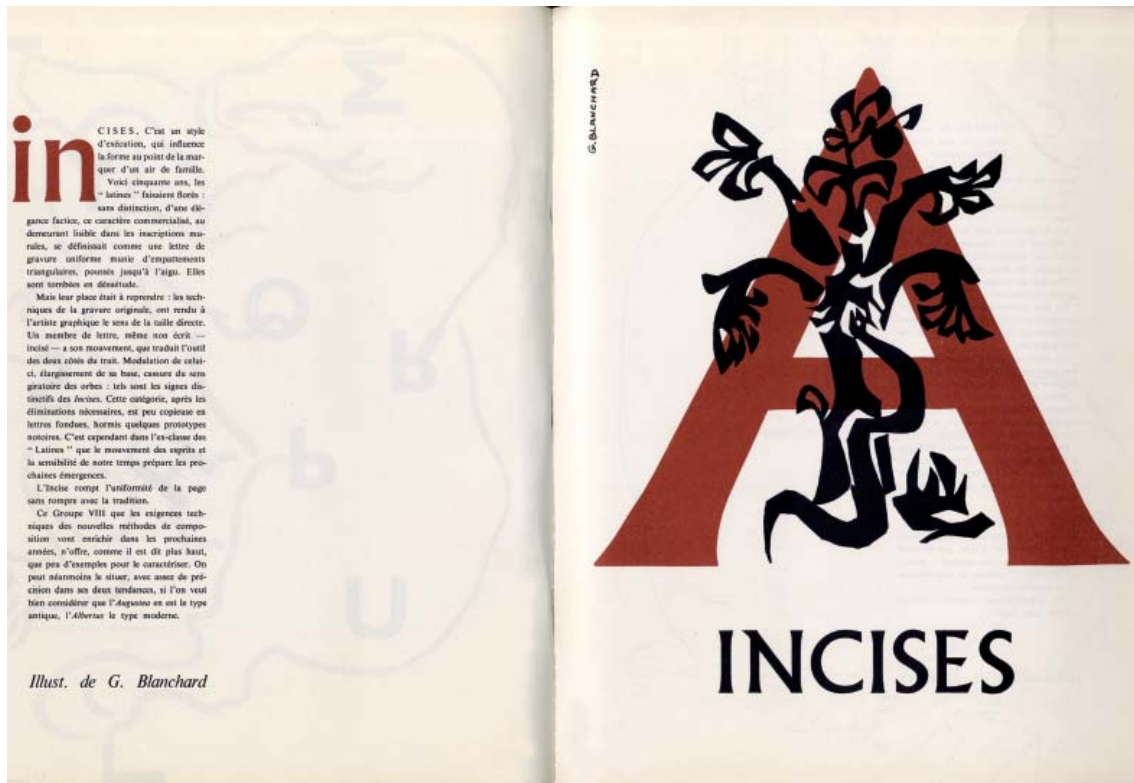 in
CISES. C'est un style
d'exécution, qui influence
la forme au point de la mar-
quer d'un air de famille.
Voici cinquante ans, les
“ latines ” faisaient florès :
sans distinction, d'une élé-
gance factice, ce caractère commercialisé, au
demeurant lisible dans les inscriptions mu-
rales, se définissait comme une lettre de
gravure uniforme munie d'empattements
triangulaires, poussés jusqu'à l'aigu. Elles
sont tombées en désuétude.
Mais leur place était à reprendre : les tech-
niques de la gravure originale, ont rendu à
l'artiste graphique le sens de la taille directe.
Un membre de lettre, même non écrit —
incisé — a son mouvement, que traduit l'outil
des deux côtés du trait. Modulation de celui-
ci, élargissement de sa base, cassure du sens
giratoire des orbes : tels sont les signes dis-
tinctifs des Incises. Cette catégorie, après les
éliminations nécessaires, est peu copieuse en
lettres fondues, hormis quelques prototypes
notoires. C'est cependant dans l'ex-classe des
“ Latines ” que le mouvement des esprits et
la sensibilité de notre temps prépare les pro-
chaines émergences.
L'Incise rompt l'uniformité de la page
sans rompre avec la tradition.
Ce Groupe VIII que les exigences tech-
niques des nouvelles méthodes de compo-
sition vont enrichir dans les prochaines
années, n'offre, comme il est dit plus haut,
que peu d'exemples pour le caractériser. On
peut néanmoins le situer, avec assez de pré-
cision dans ses deux tendances, si l'on veut
bien considérer que l'Augustea en est le type
antique, l'Albertus le type moderne.
Illust. de G. Blanchard
G. BLANCHARD
A
INCISES